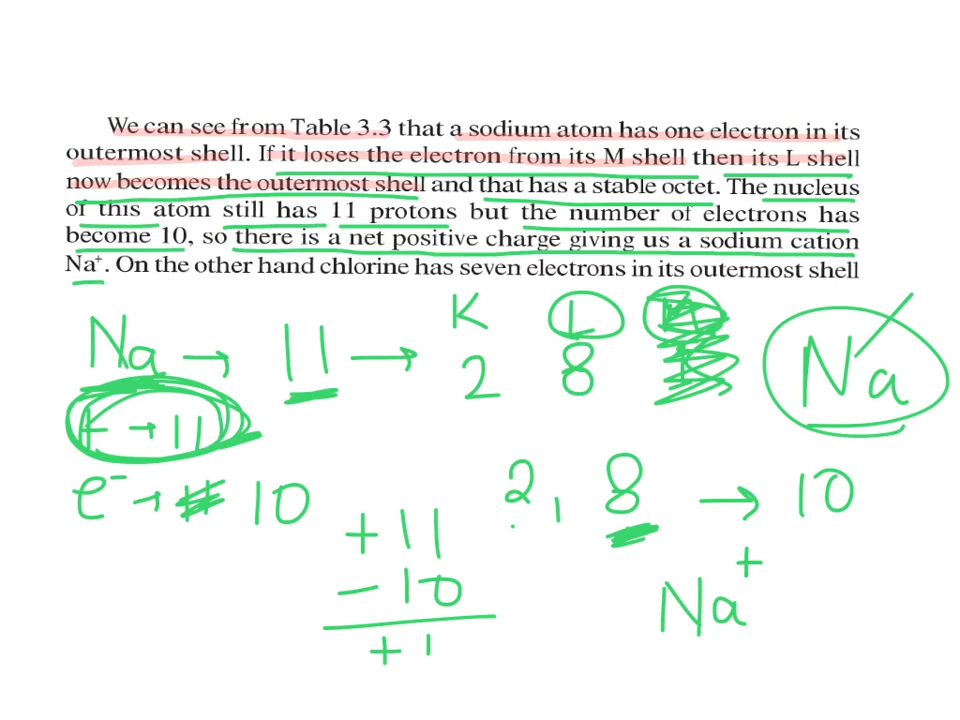 We can see from Table 3.3 that a sodium atom has one electron in its
outermost shell. If it loses the electron from its M shell then its L shell
now becomes the outermost shell and that has a stable octet. The nucleus
of this atom still has 11 protons but the number of electrons has
become 10, so there is a net positive charge giving us a sodium cation
Na⁺. On the other hand chlorine has seven electrons in its outermost shell
K L
Na → 11 → 2 8 Na
+ → 11
e⁻ → 10 2, 8 → 10
+11
− 10 Na⁺
+1